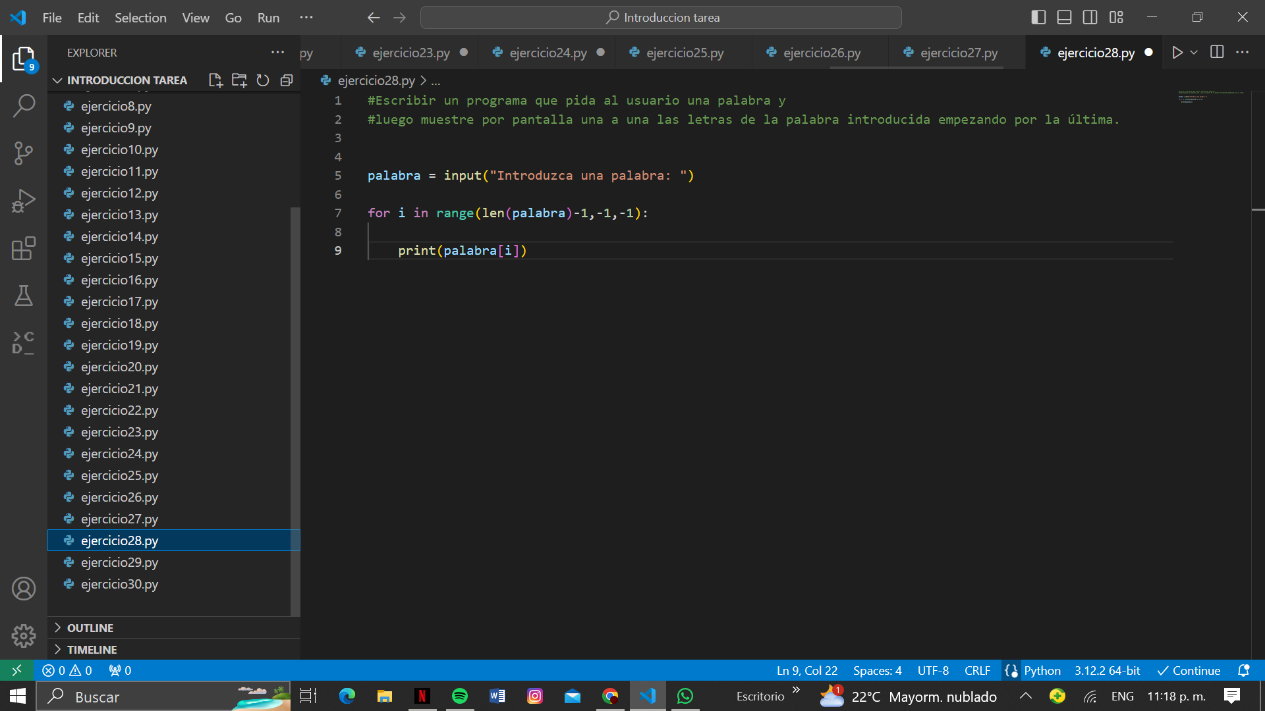 File Edit Selection View Go Run ···
Introduccion tarea
EXPLORER
py ejercicio23.py ejercicio24.py ejercicio25.py ejercicio26.py ejercicio27.py ejercicio28.py
INTRODUCCION TAREA
ejercicio28.py > ...
ejercicio8.py
ejercicio9.py
ejercicio10.py
ejercicio11.py
ejercicio12.py
ejercicio13.py
ejercicio14.py
ejercicio15.py
ejercicio16.py
ejercicio17.py
ejercicio18.py
ejercicio19.py
ejercicio20.py
ejercicio21.py
ejercicio22.py
ejercicio23.py
ejercicio24.py
ejercicio25.py
ejercicio26.py
ejercicio27.py
ejercicio28.py
ejercicio29.py
ejercicio30.py
OUTLINE
TIMELINE
1 #Escribir un programa que pida al usuario una palabra y
2 #luego muestre por pantalla una a una las letras de la palabra introducida empezando por la última.
3
4
5 palabra = input("Introduzca una palabra: ")
6
7 for i in range(len(palabra)-1,-1,-1):
8
9 print(palabra[i])
9
0 0 0
Ln 9, Col 22 Spaces: 4 UTF-8 CRLF Python 3.12.2 64-bit Continue
Buscar
Escritorio
1
22°C Mayorm. nublado
ENG 11:18 p. m.